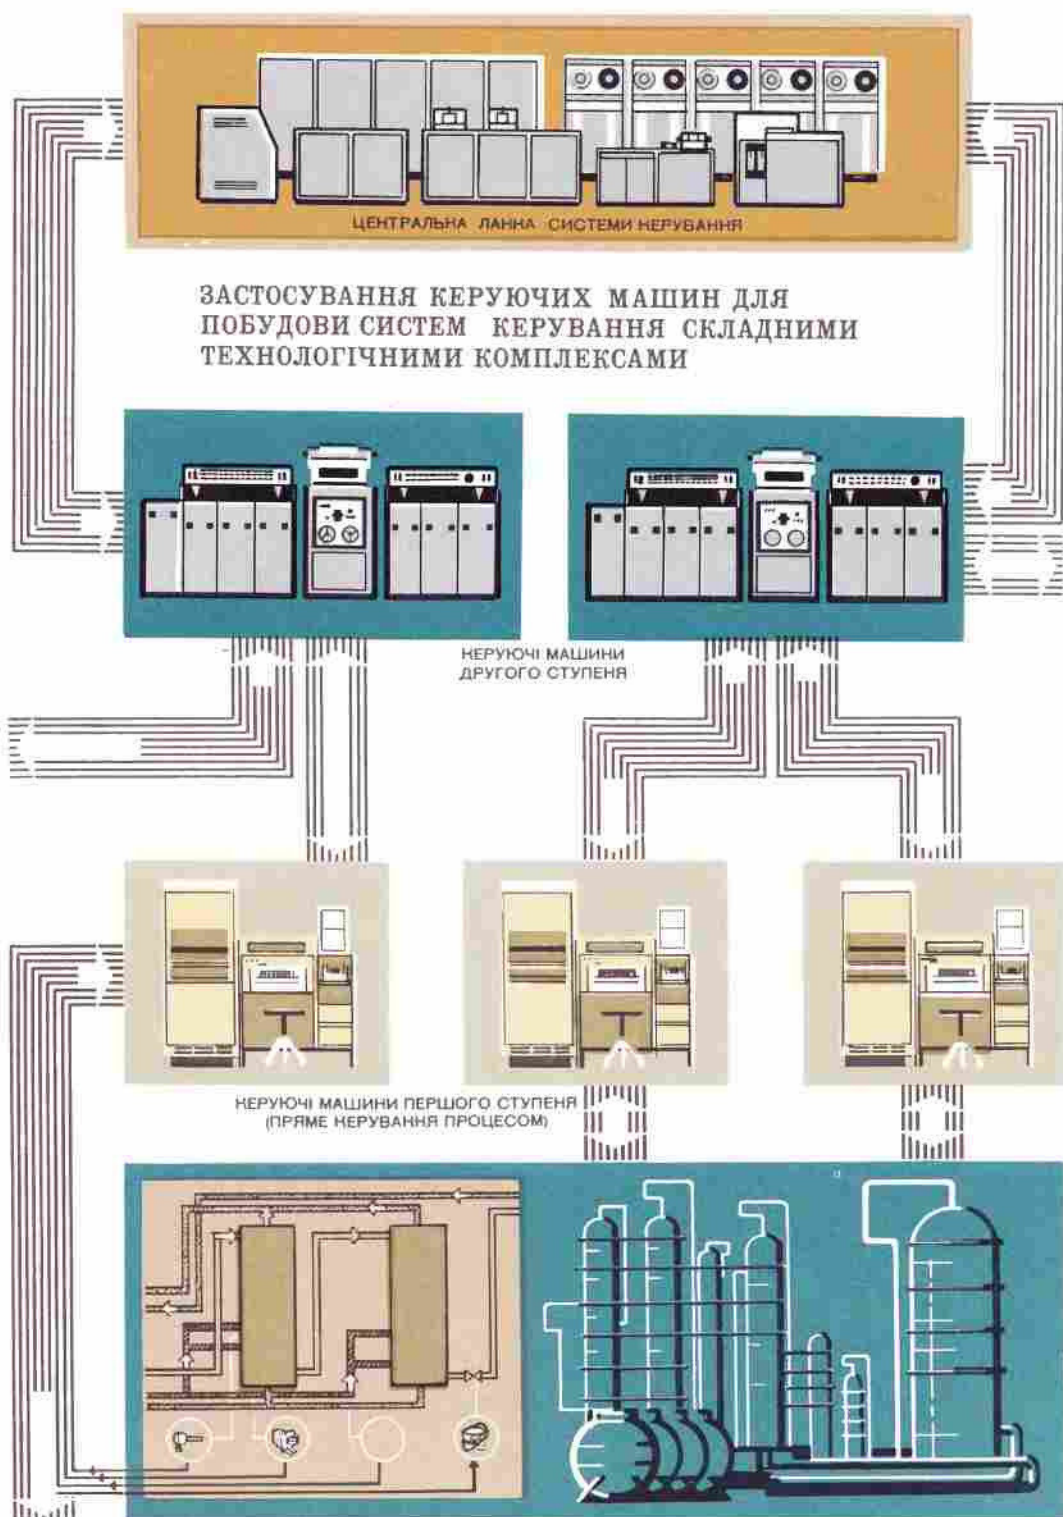 ЦЕНТРАЛЬНА ЛАНКА СИСТЕМИ КЕРУВАННЯ
ЗАСТОСУВАННЯ КЕРУЮЧИХ МАШИН ДЛЯ
ПОБУДОВИ СИСТЕМ КЕРУВАННЯ СКЛАДНИМИ
ТЕХНОЛОГІЧНИМИ КОМПЛЕКСАМИ
КЕРУЮЧІ МАШИНИ
ДРУГОГО СТУПЕНЯ
КЕРУЮЧІ МАШИНИ ПЕРШОГО СТУПЕНЯ
(ПРЯМЕ КЕРУВАННЯ ПРОЦЕСОМ)